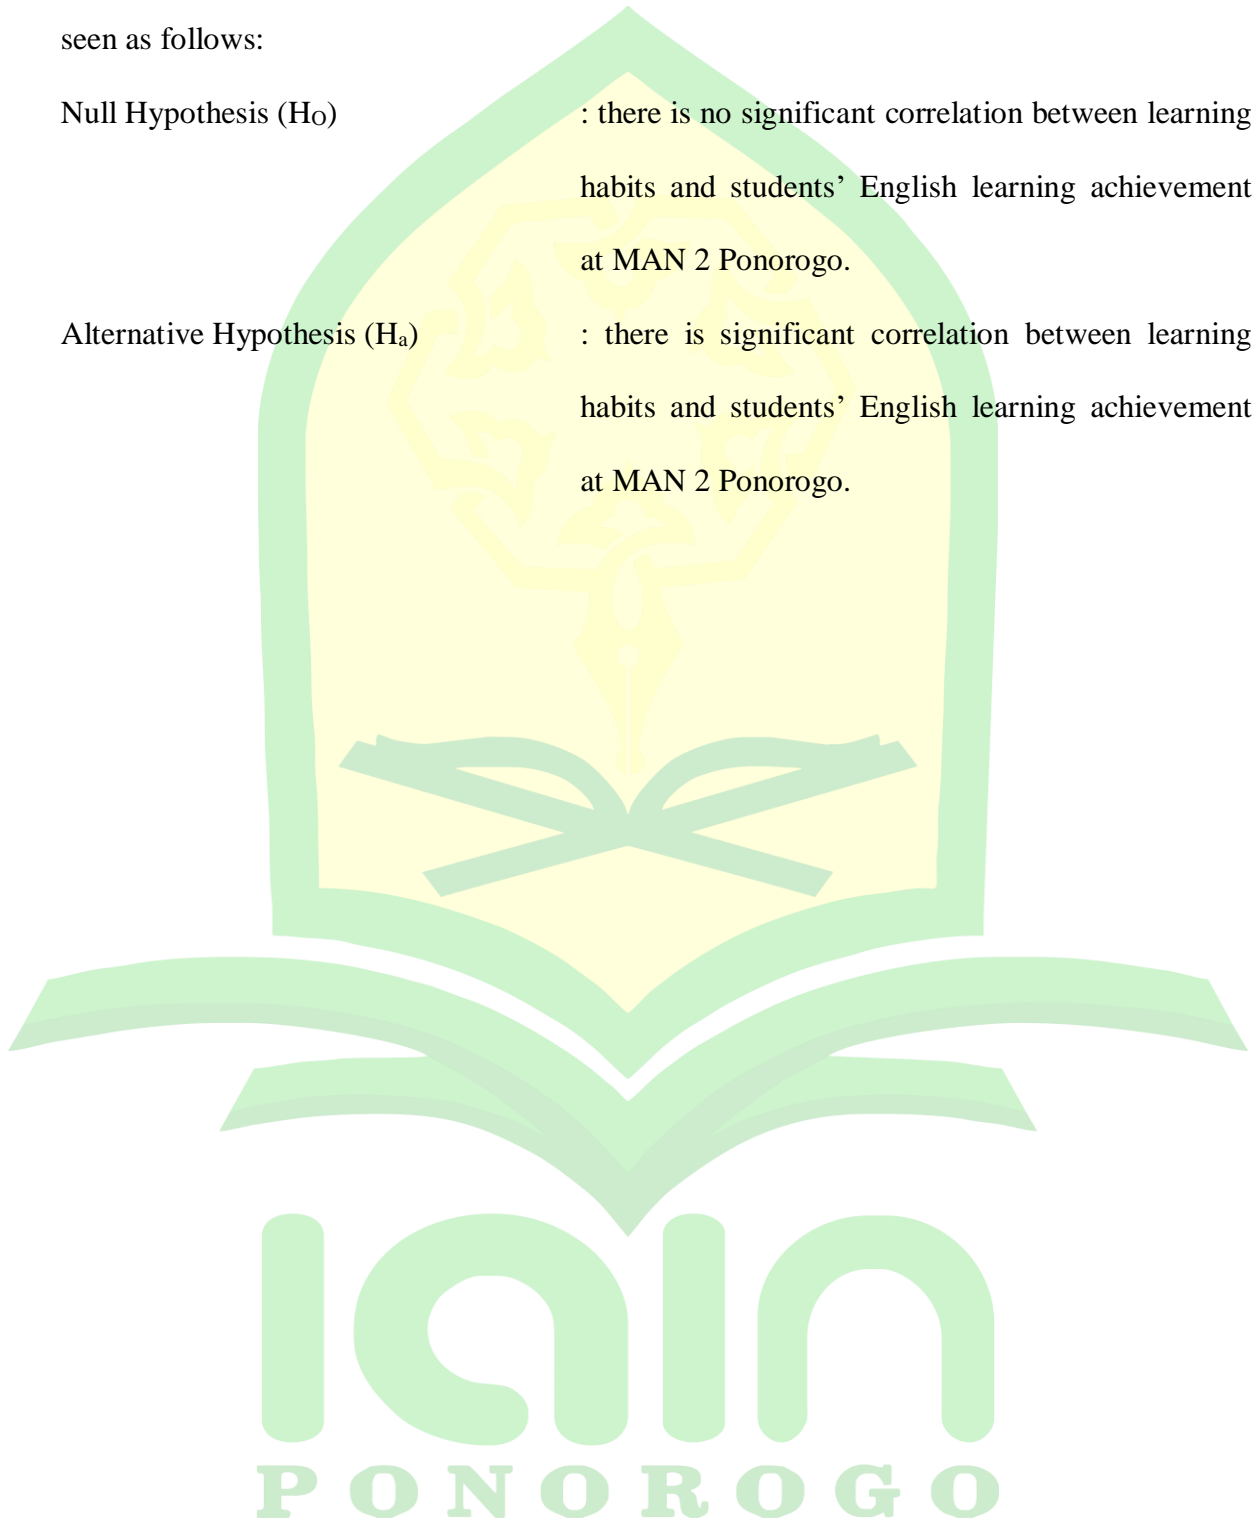 seen as follows:
Null Hypothesis (HO) : there is no significant correlation between learning
habits and students’ English learning achievement
at MAN 2 Ponorogo.
Alternative Hypothesis (Ha) : there is significant correlation between learning
habits and students’ English learning achievement
at MAN 2 Ponorogo.
iain
PONOROGO